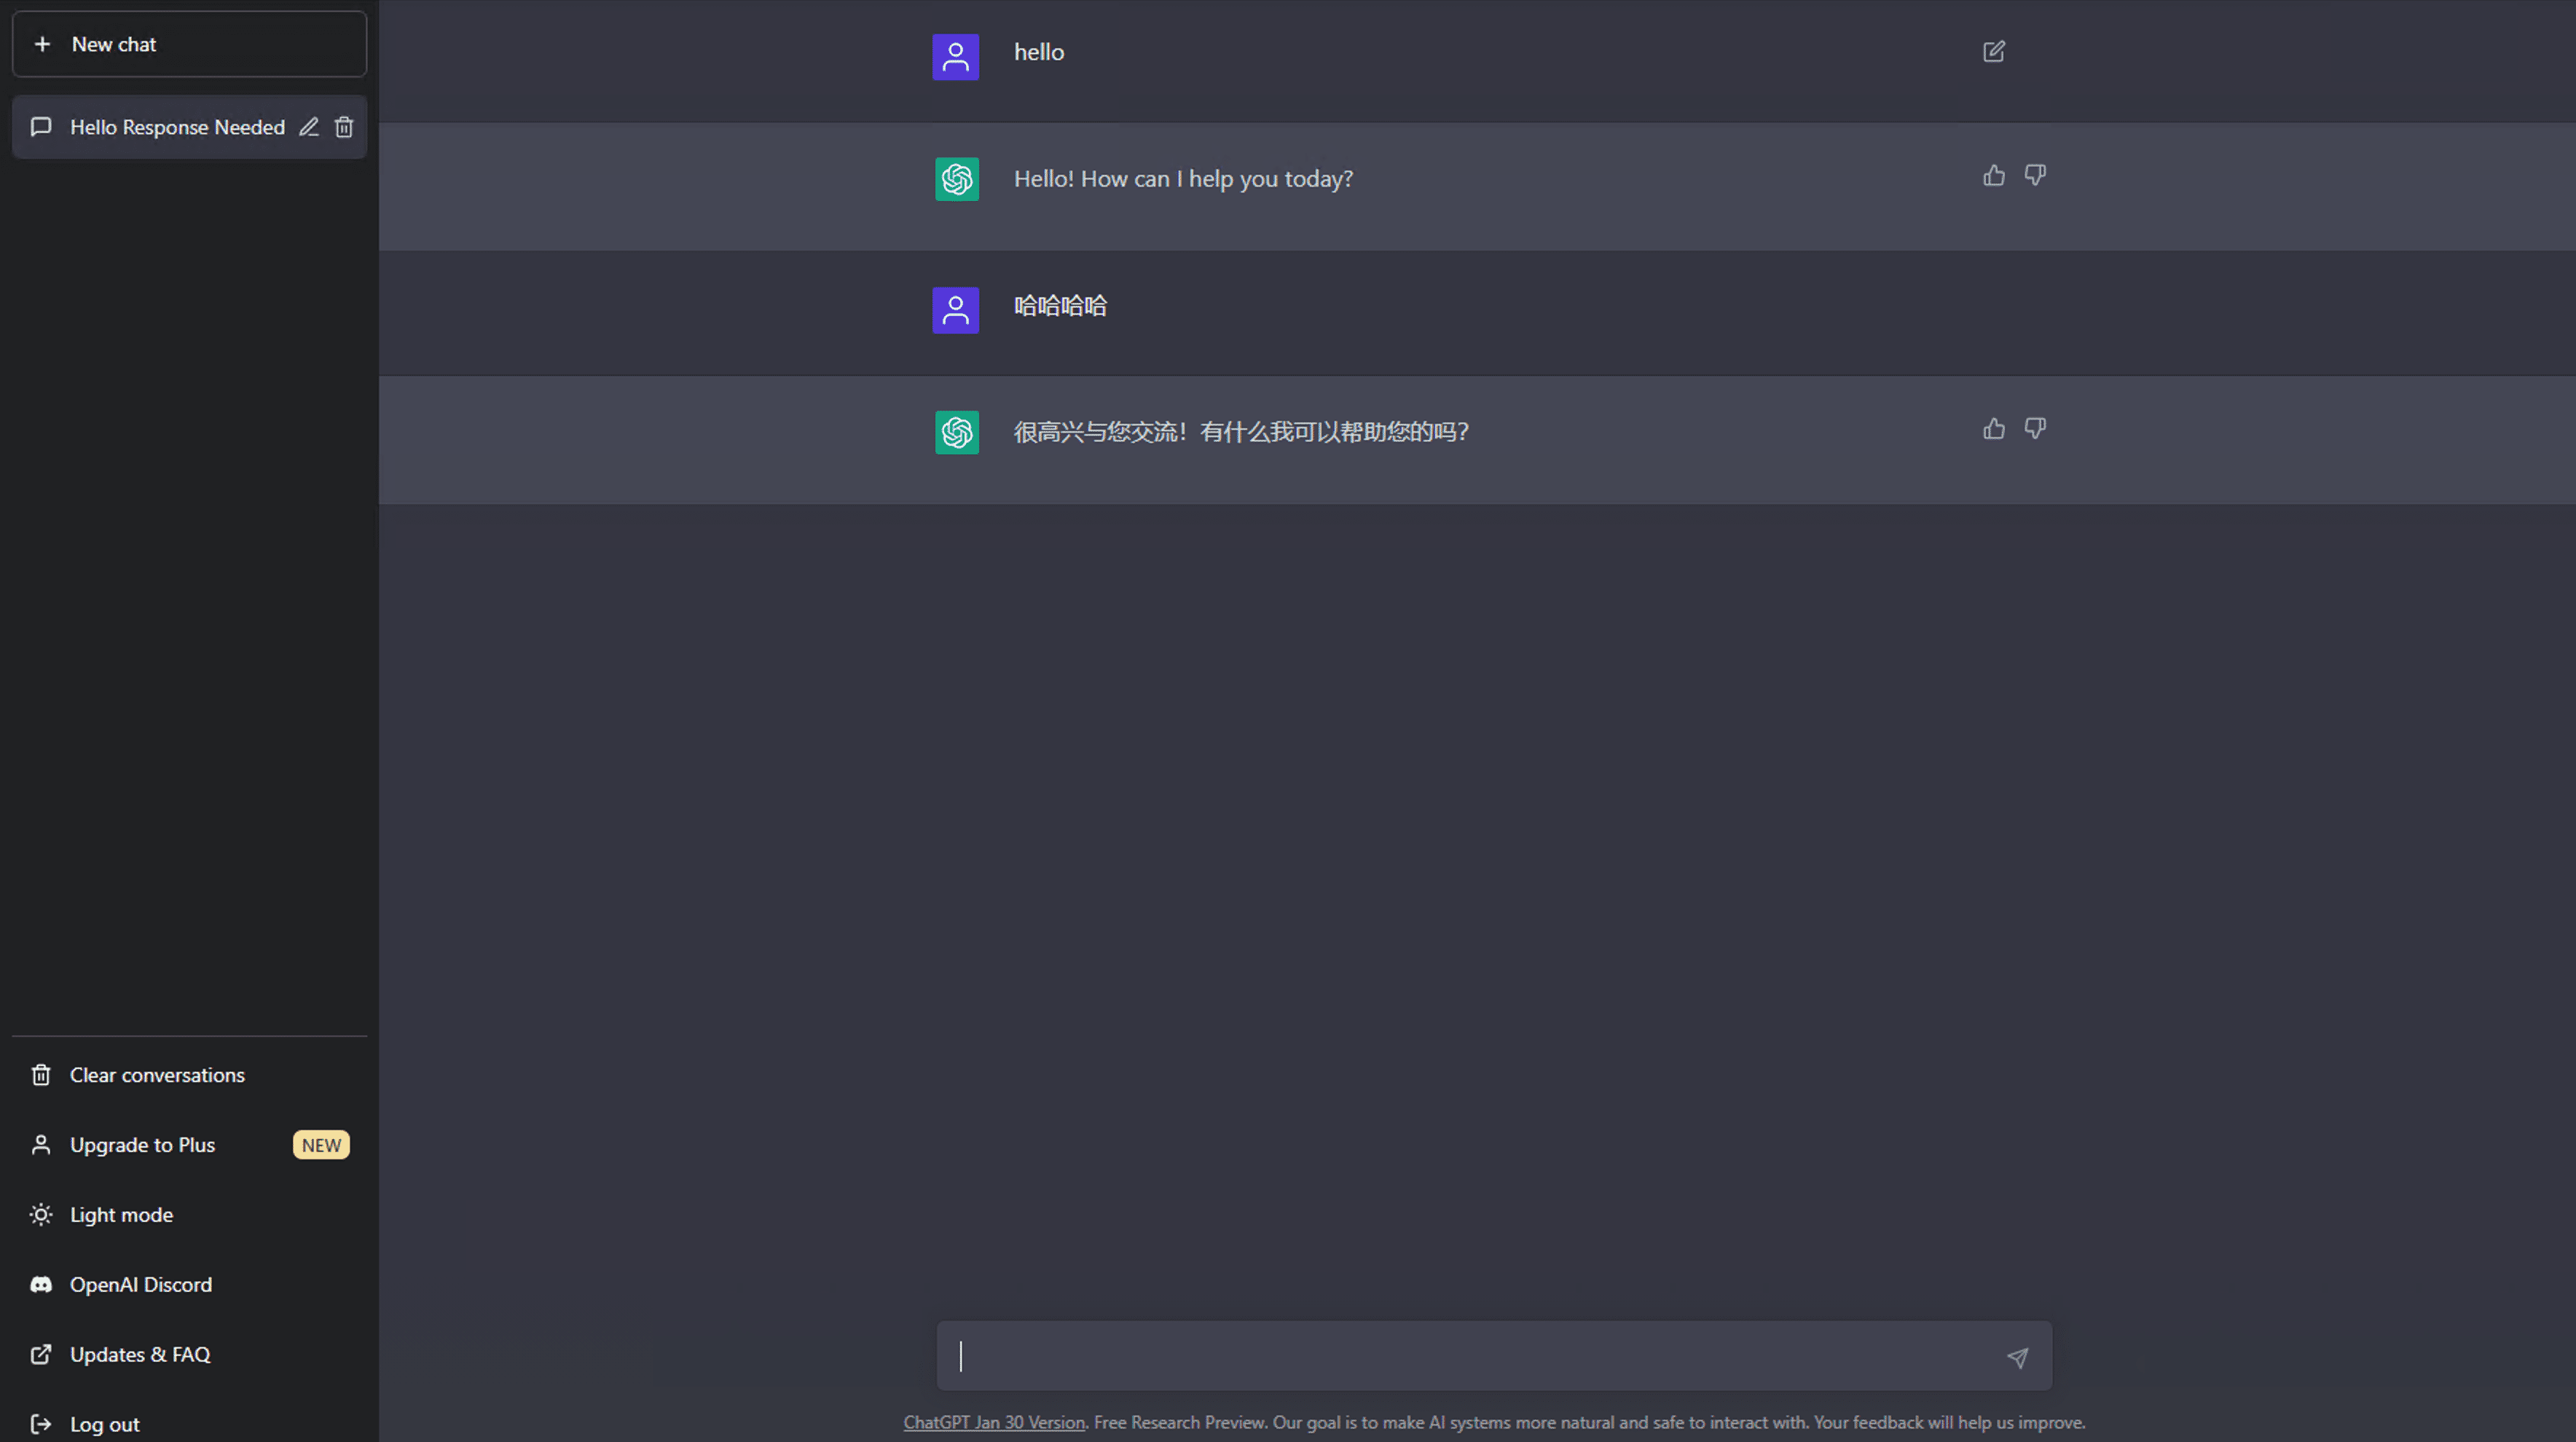 New chat
Hello Response Needed
Clear conversations
Upgrade to Plus NEW
Light mode
OpenAI Discord
Updates & FAQ
Log out
hello
Hello! How can I help you today?
哈哈哈哈
很高兴与您交流！有什么我可以帮助您的吗？
ChatGPT Jan 30 Version. Free Research Preview. Our goal is to make AI systems more natural and safe to interact with. Your feedback will help us improve.